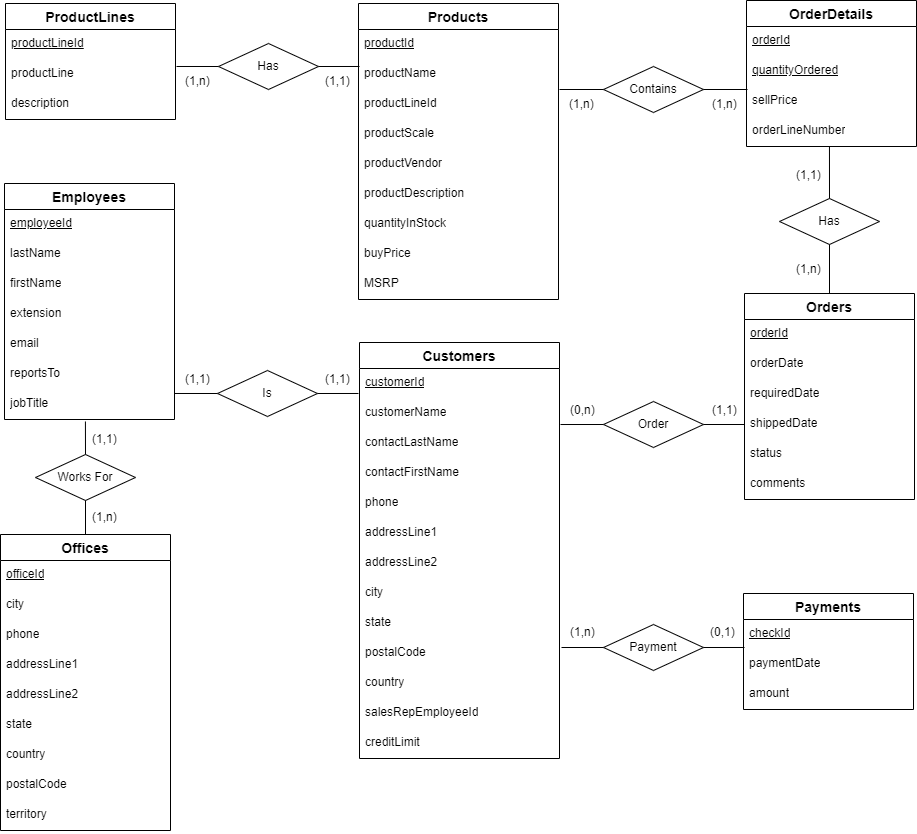 ProductLines
productLineId
productLine
description
(1,n)
Has
(1,1)
Products
productId
productName
productLineId
productScale
productVendor
productDescription
quantityInStock
buyPrice
MSRP
(1,n)
Contains
(1,n)
OrderDetails
orderId
quantityOrdered
sellPrice
orderLineNumber
(1,1)
Has
(1,n)
Employees
employeeId
lastName
firstName
extension
email
reportsTo
jobTitle
(1,1)
Is
(1,1)
(1,1)
Works For
(1,n)
Customers
customerId
customerName
contactLastName
contactFirstName
phone
addressLine1
addressLine2
city
state
postalCode
country
salesRepEmployeeId
creditLimit
(0,n)
Order
(1,1)
Orders
orderId
orderDate
requiredDate
shippedDate
status
comments
Offices
officeId
city
phone
addressLine1
addressLine2
state
country
postalCode
territory
(1,n)
Payment
(0,1)
Payments
checkId
paymentDate
amount